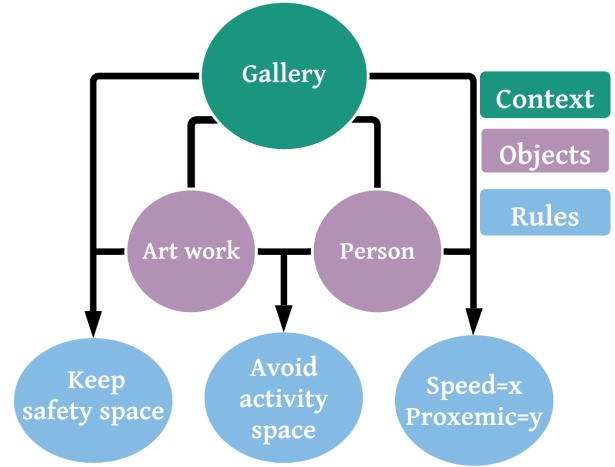 Gallery
Context
Objects
Rules
Art work
Person
Keep
safety space
Avoid
activity
space
Speed=x
Proxemic=y